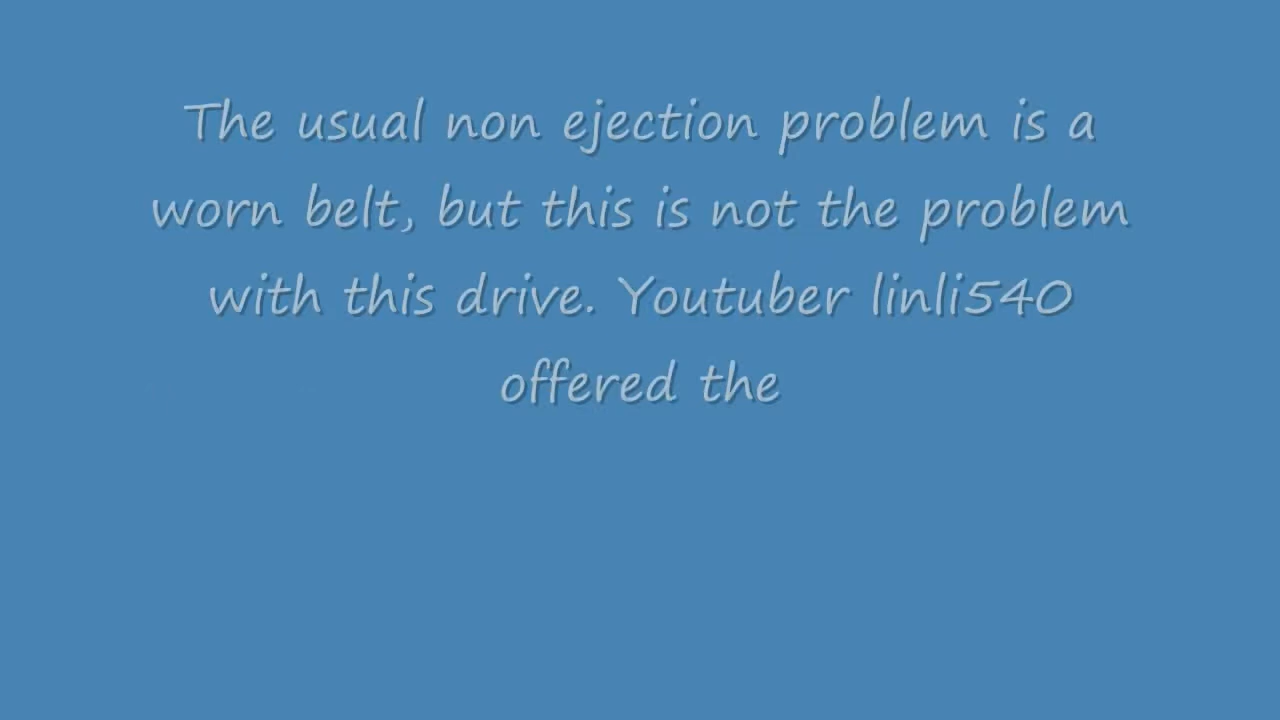 The usual non ejection problem is a
worn belt, but this is not the problem
with this drive. Youtuber linli540
offered the